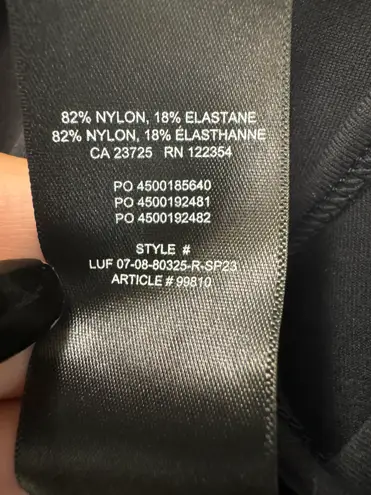 82% NYLON, 18% ELASTANE
82% NYLON, 18% ÉLASTHANNE
CA 23725 RN 122354
PO 4500185640
PO 4500192481
PO 4500192482
STYLE #
LUF 07-08-80325-R-SP23
ARTICLE # 99810